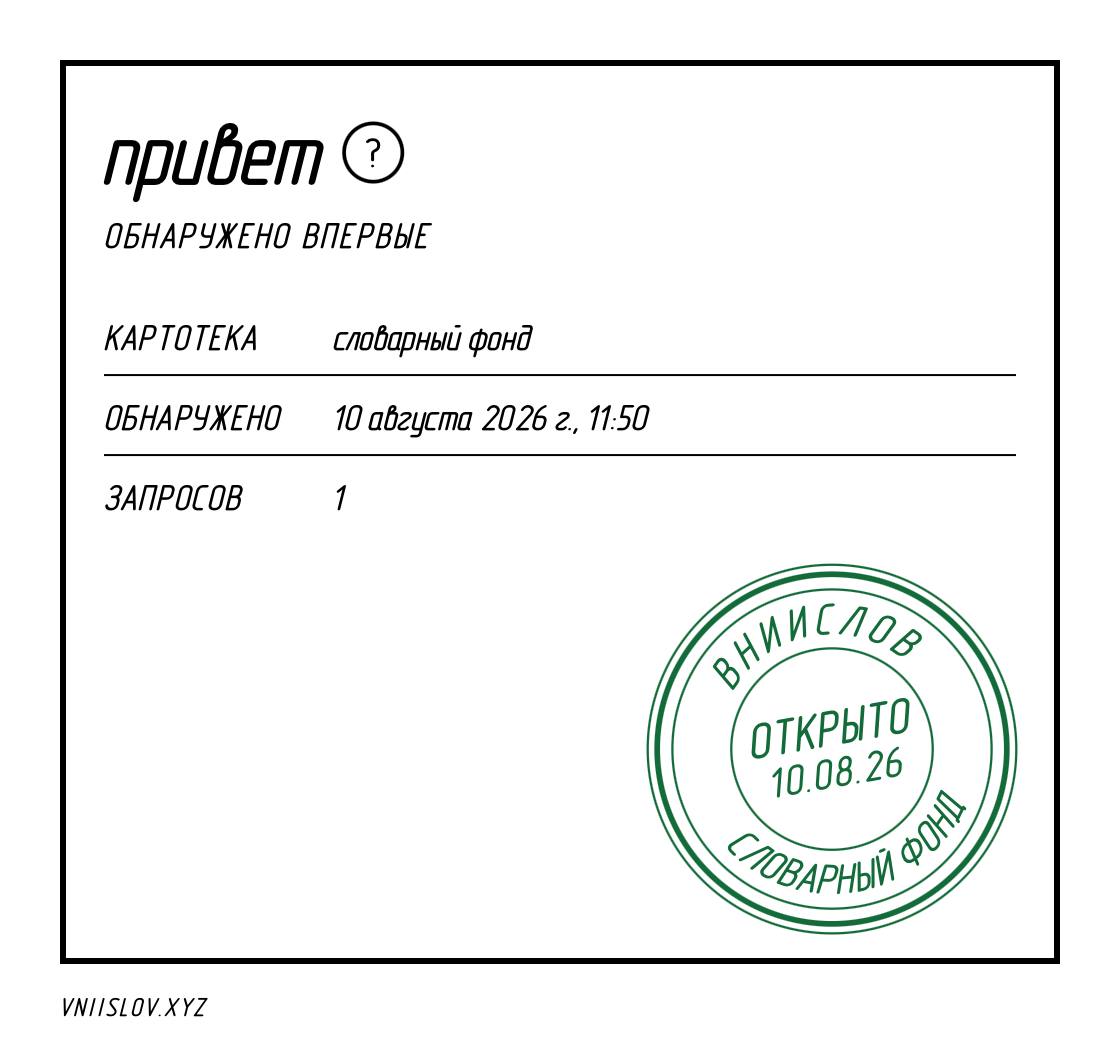 привет ?
ОБНАРУЖЕНО ВПЕРВЫЕ
КАРТОТЕКА словарный фонд
ОБНАРУЖЕНО 10 августа 2026 г., 11:50
ЗАПРОСОВ 1
ВНИИСЛОВ
ОТКРЫТО
10.08.26
СЛОВАРНЫЙ ФОНД
VNIISLOV.XYZ